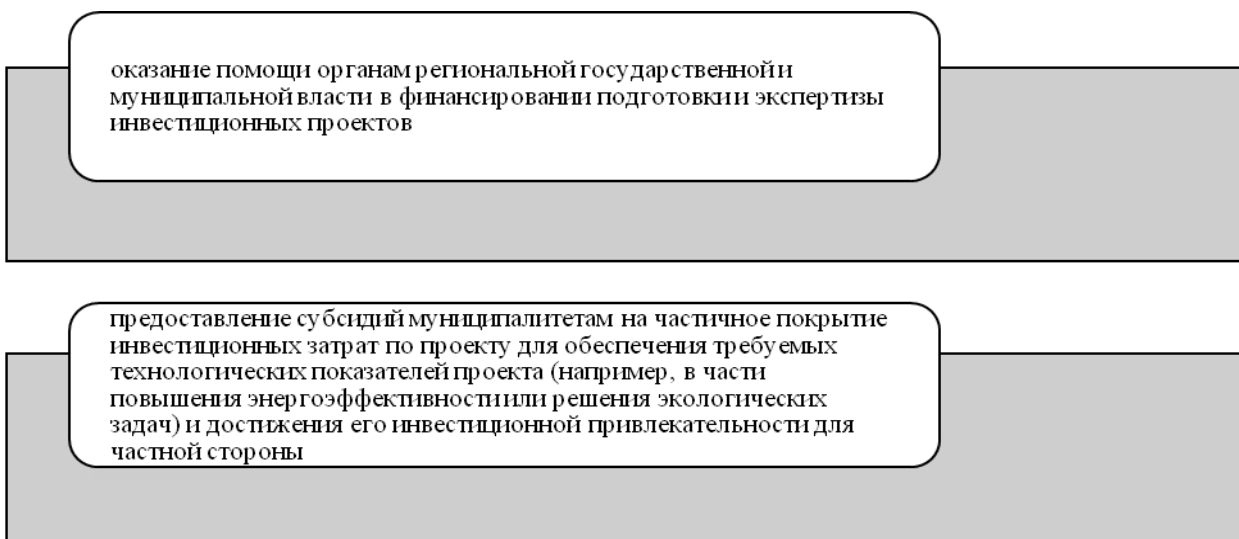 оказание помощи органам региональной государственной и
муниципальной власти в финансировании подготовки и экспертизы
инвестиционных проектов
предоставление субсидий муниципалитетам на частичное покрытие
инвестиционных затрат по проекту для обеспечения требуемых
технологических показателей проекта (например, в части
повышения энергоэффективности или решения экологических
задач) и достижения его инвестиционной привлекательности для
частной стороны